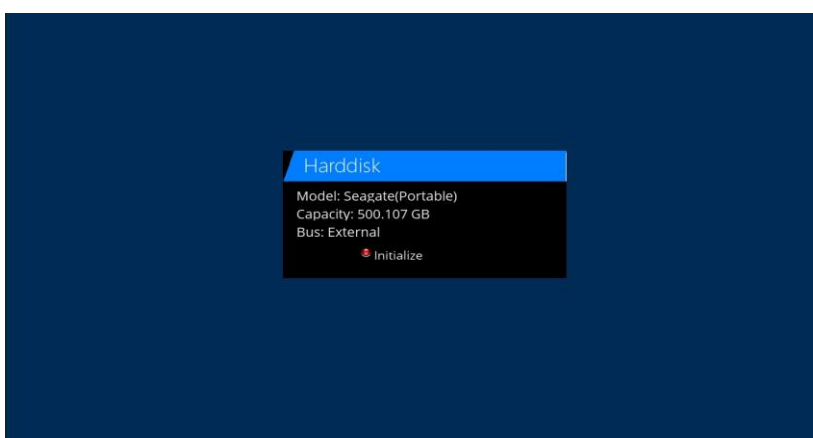 Harddisk
Model: Seagate(Portable)
Capacity: 500.107 GB
Bus: External
Initialize